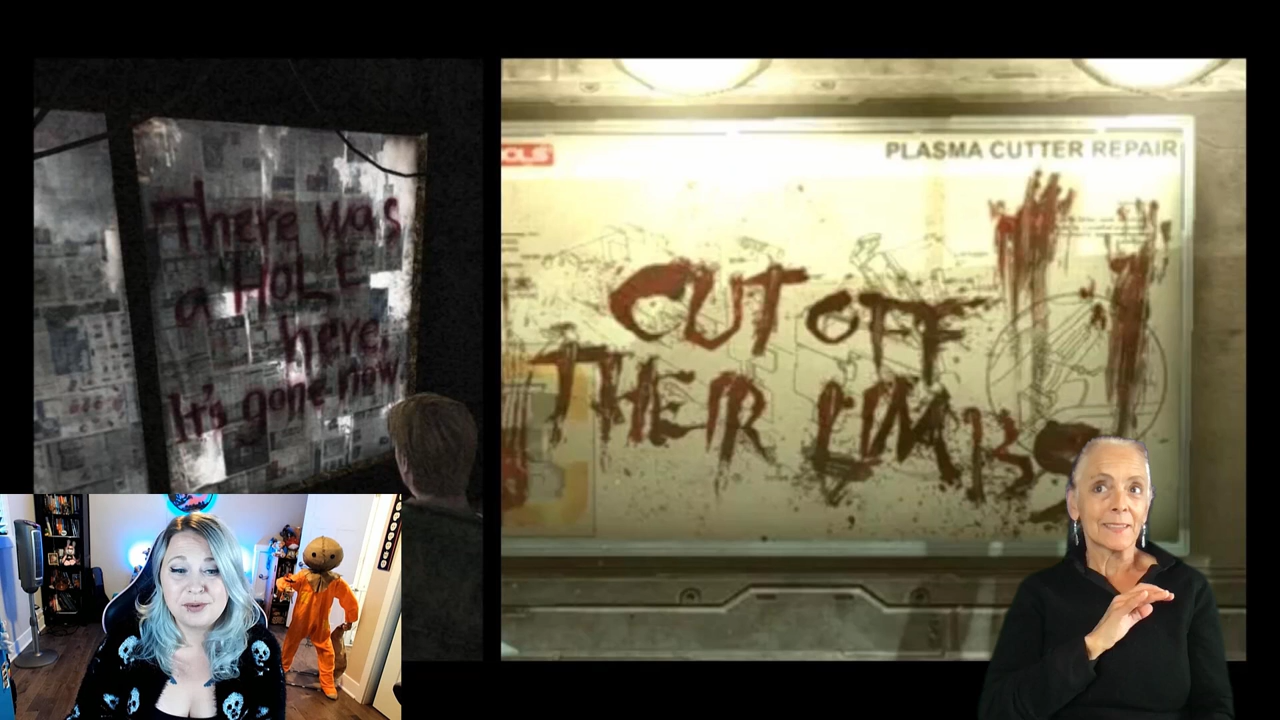 There was
a HOLE
here.
It's gone now
PLASMA CUTTER REPAIR
CUT OFF
THEIR LIMBS